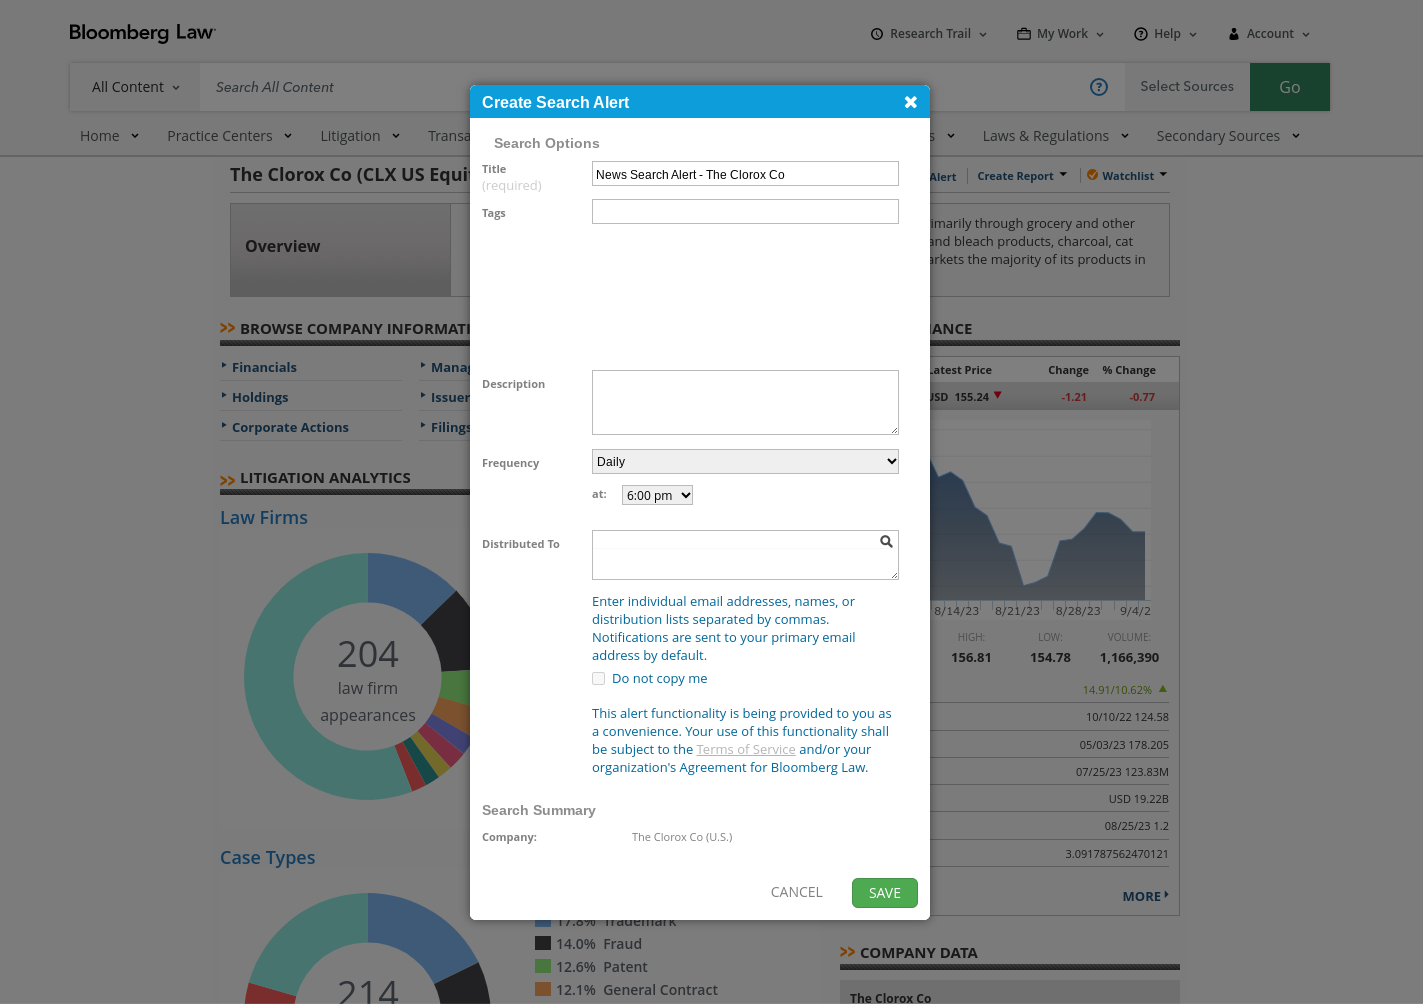 Bloomberg Law
Research Trail
My Work
Help
Account
All Content
Search All Content
Select Sources
Go
Home
Practice Centers
Litigation
Laws & Regulations
Secondary Sources
The Clorox Co (CLX US
Alert
Create Report
Watchlist
Overview
through grocery and other
and bleach products, charcoal, cat
the majority of its products in
BROWSE COMPANY
Financials
Holdings
Corporate Actions
Filings
Latest Price
Change
% Change
USD 155.24
-1.21
-0.77
8/14/23
8/21/23
8/28/23
9/4/2
HIGH:
LOW:
VOLUME:
156.81
154.78
1,166,390
14.91/10.62%
10/10/22 124.58
05/03/23 178.205
07/25/23 123.83M
USD 19.22B
08/25/23 1.2
3.091787562470121
MORE
LITIGATION ANALYTICS
Law Firms
204
law firm
appearances
Case Types
214
17.8% Trademark
14.0% Fraud
12.6% Patent
12.1% General Contract
COMPANY DATA
The Clorox Co
Create Search Alert
Search Options
Title
(required)
News Search Alert - The Clorox Co
Tags
Description
Frequency
Daily
at:
6:00 pm
Distributed To
Enter individual email addresses, names, or
distribution lists separated by commas.
Notifications are sent to your primary email
address by default.
Do not copy me
This alert functionality is being provided to you as
a convenience. Your use of this functionality shall
be subject to the Terms of Service and/or your
organization's Agreement for Bloomberg Law.
Search Summary
Company:
The Clorox Co (U.S.)
CANCEL
SAVE